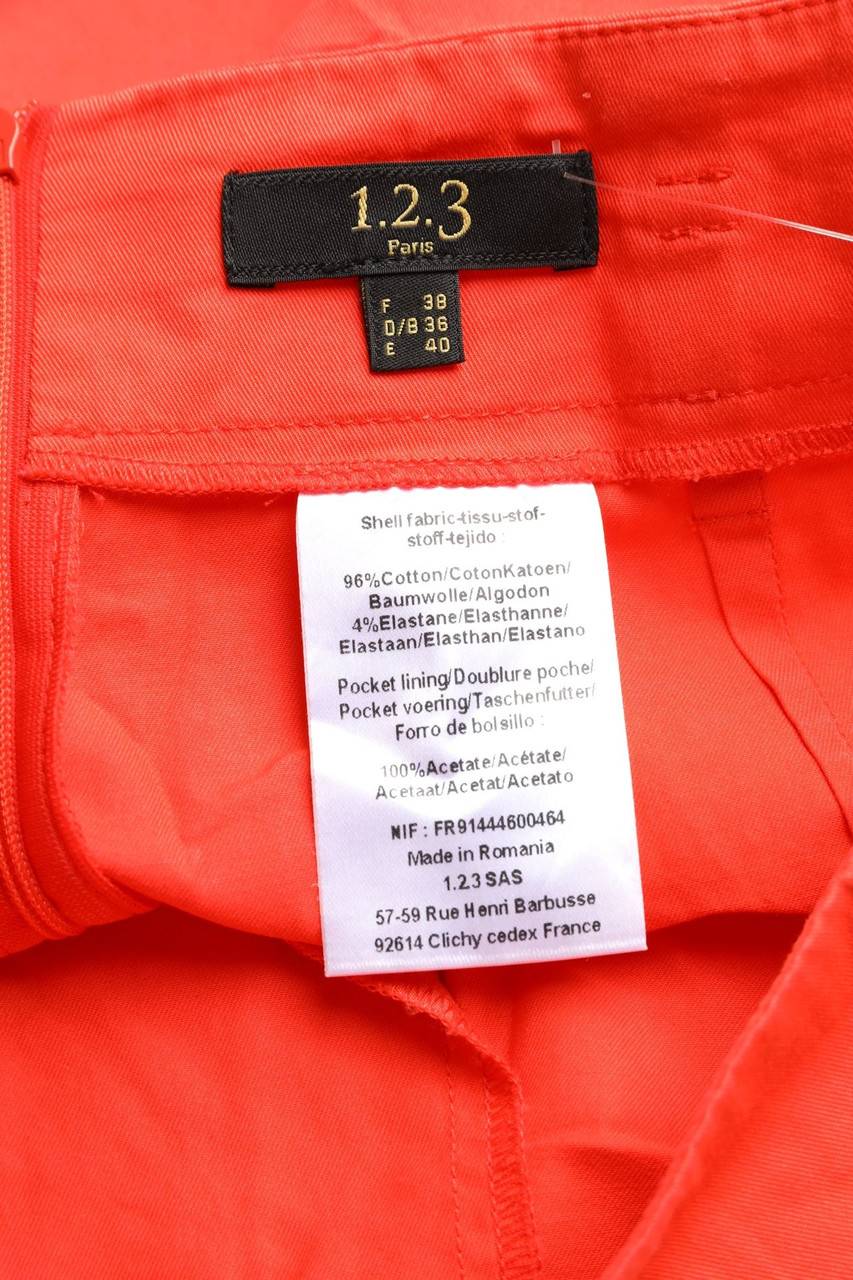 1.2.3
Paris
F 38
D/B 36
E 40
Shell fabric-tissu-stof-
stoff-tejido :
96%Cotton/CotonKatoen/
Baumwolle/Algodon
4%Elastane/Elasthanne/
Elastaan/Elasthan/Elastano
Pocket lining/Doublure poche/
Pocket voering/Taschenfutter/
Forro de bolsillo :
100%Acetate/Acétate/
Acetaat/Acetat/Acetato
NIF : FR91444600464
Made in Romania
1.2.3 SAS
57-59 Rue Henri Barbusse
92614 Clichy cedex France